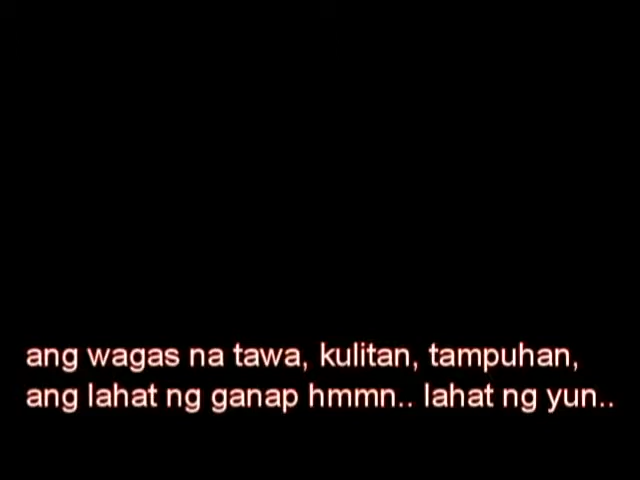 ang wagas na tawa, kulitan, tampuhan,
ang lahat ng ganap hmmn.. lahat ng yun..